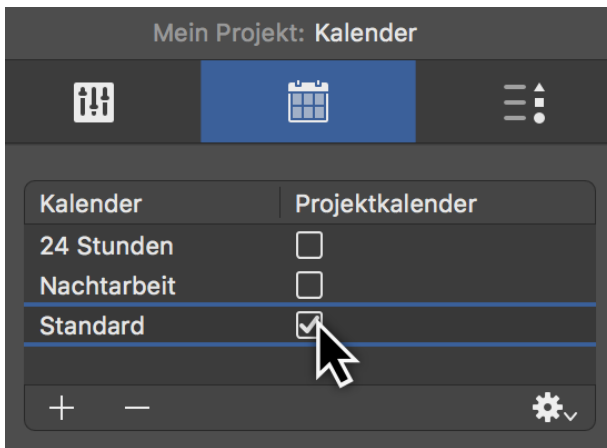 Mein Projekt: Kalender
Kalender Projektkalender
24 Stunden
Nachtarbeit
Standard